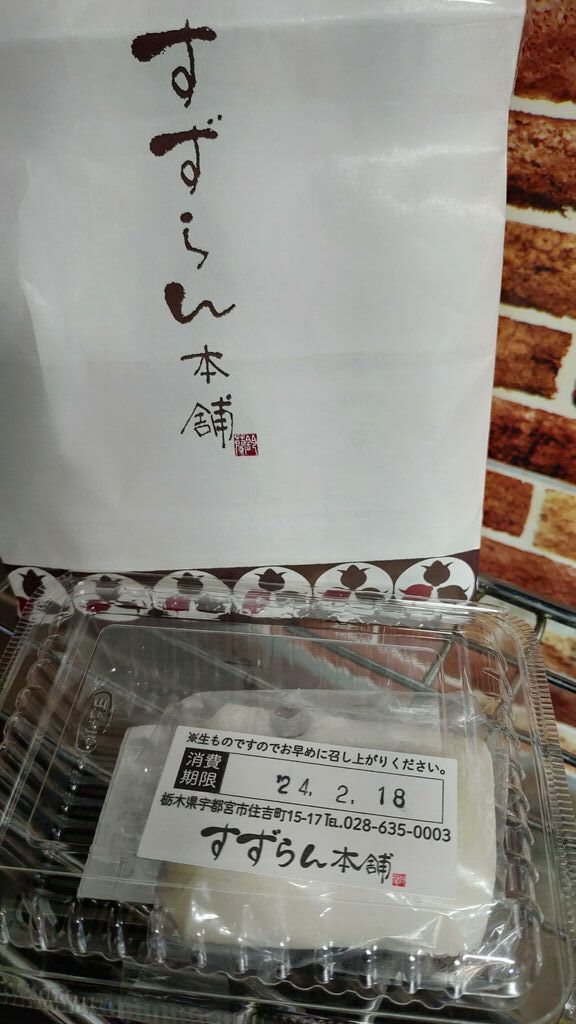 すずらん本舗
※生ものですのでお早めに召し上がりください。
消費
期限
'24. 2. 18
栃木県宇都宮市住吉町15-17 TEL.028-635-0003
すずらん本舗